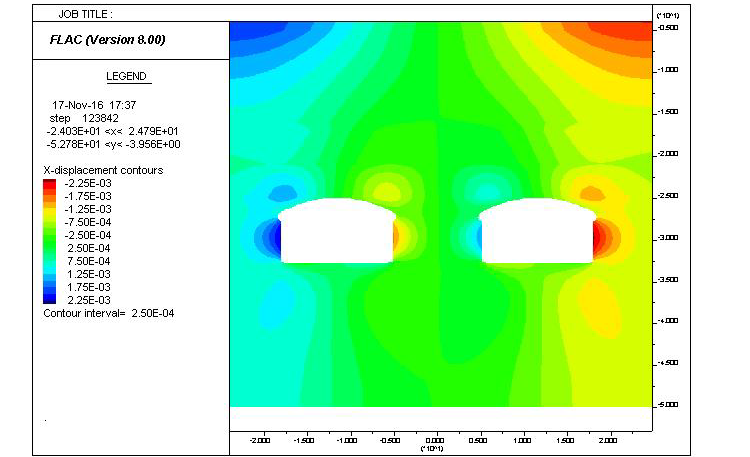 JOB TITLE :
FLAC (Version 8.00)
LEGEND
17-Nov-16 17:37
step 123842
-2.403E+01 <x< 2.479E+01
-5.278E+01 <y< -3.956E+00
X-displacement contours
-2.25E-03
-1.75E-03
-1.25E-03
-7.50E-04
-2.50E-04
2.50E-04
7.50E-04
1.25E-03
1.75E-03
2.25E-03
Contour interval= 2.50E-04
(*10^1)
-0.500
-1.000
-1.500
-2.000
-2.500
-3.000
-3.500
-4.000
-4.500
-5.000
-2.000 -1.500 -1.000 -0.500 0.000 0.500 1.000 1.500 2.000
(*10^1)